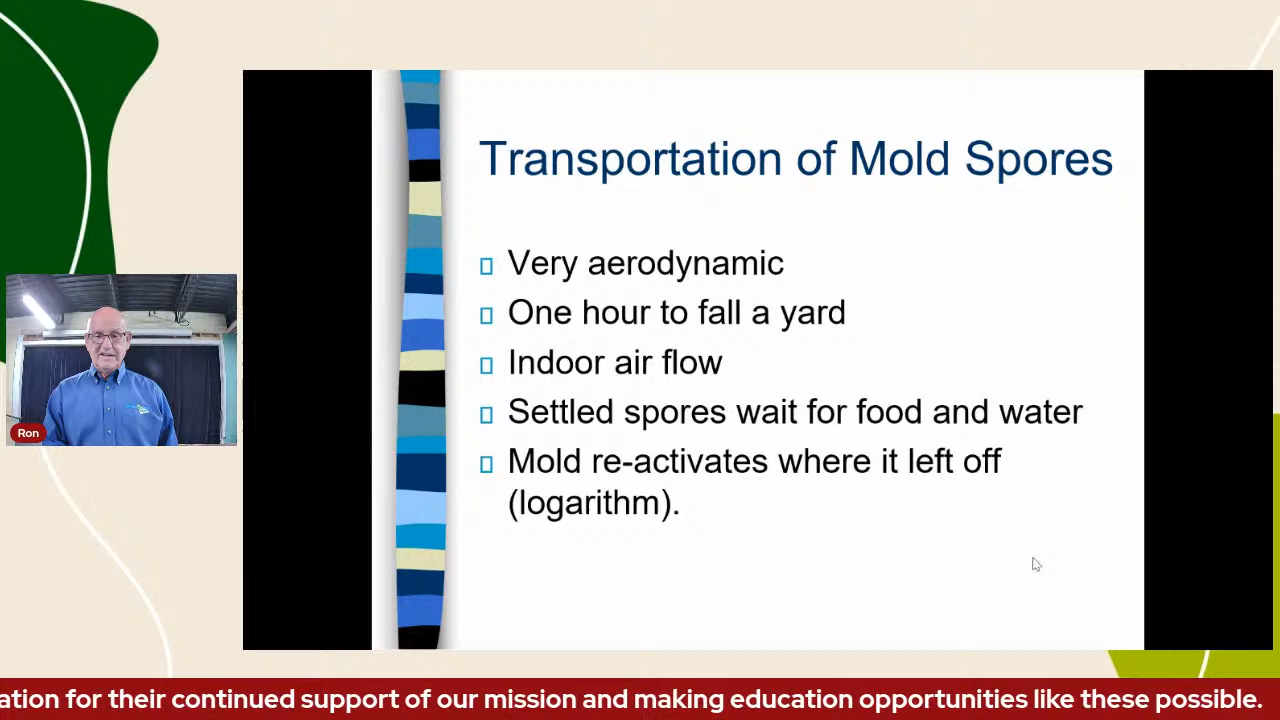 Transportation of Mold Spores
Very aerodynamic
One hour to fall a yard
Indoor air flow
Settled spores wait for food and water
Mold re-activates where it left off
(logarithm).
Ron
ation for their continued support of our mission and making education opportunities like these possible.